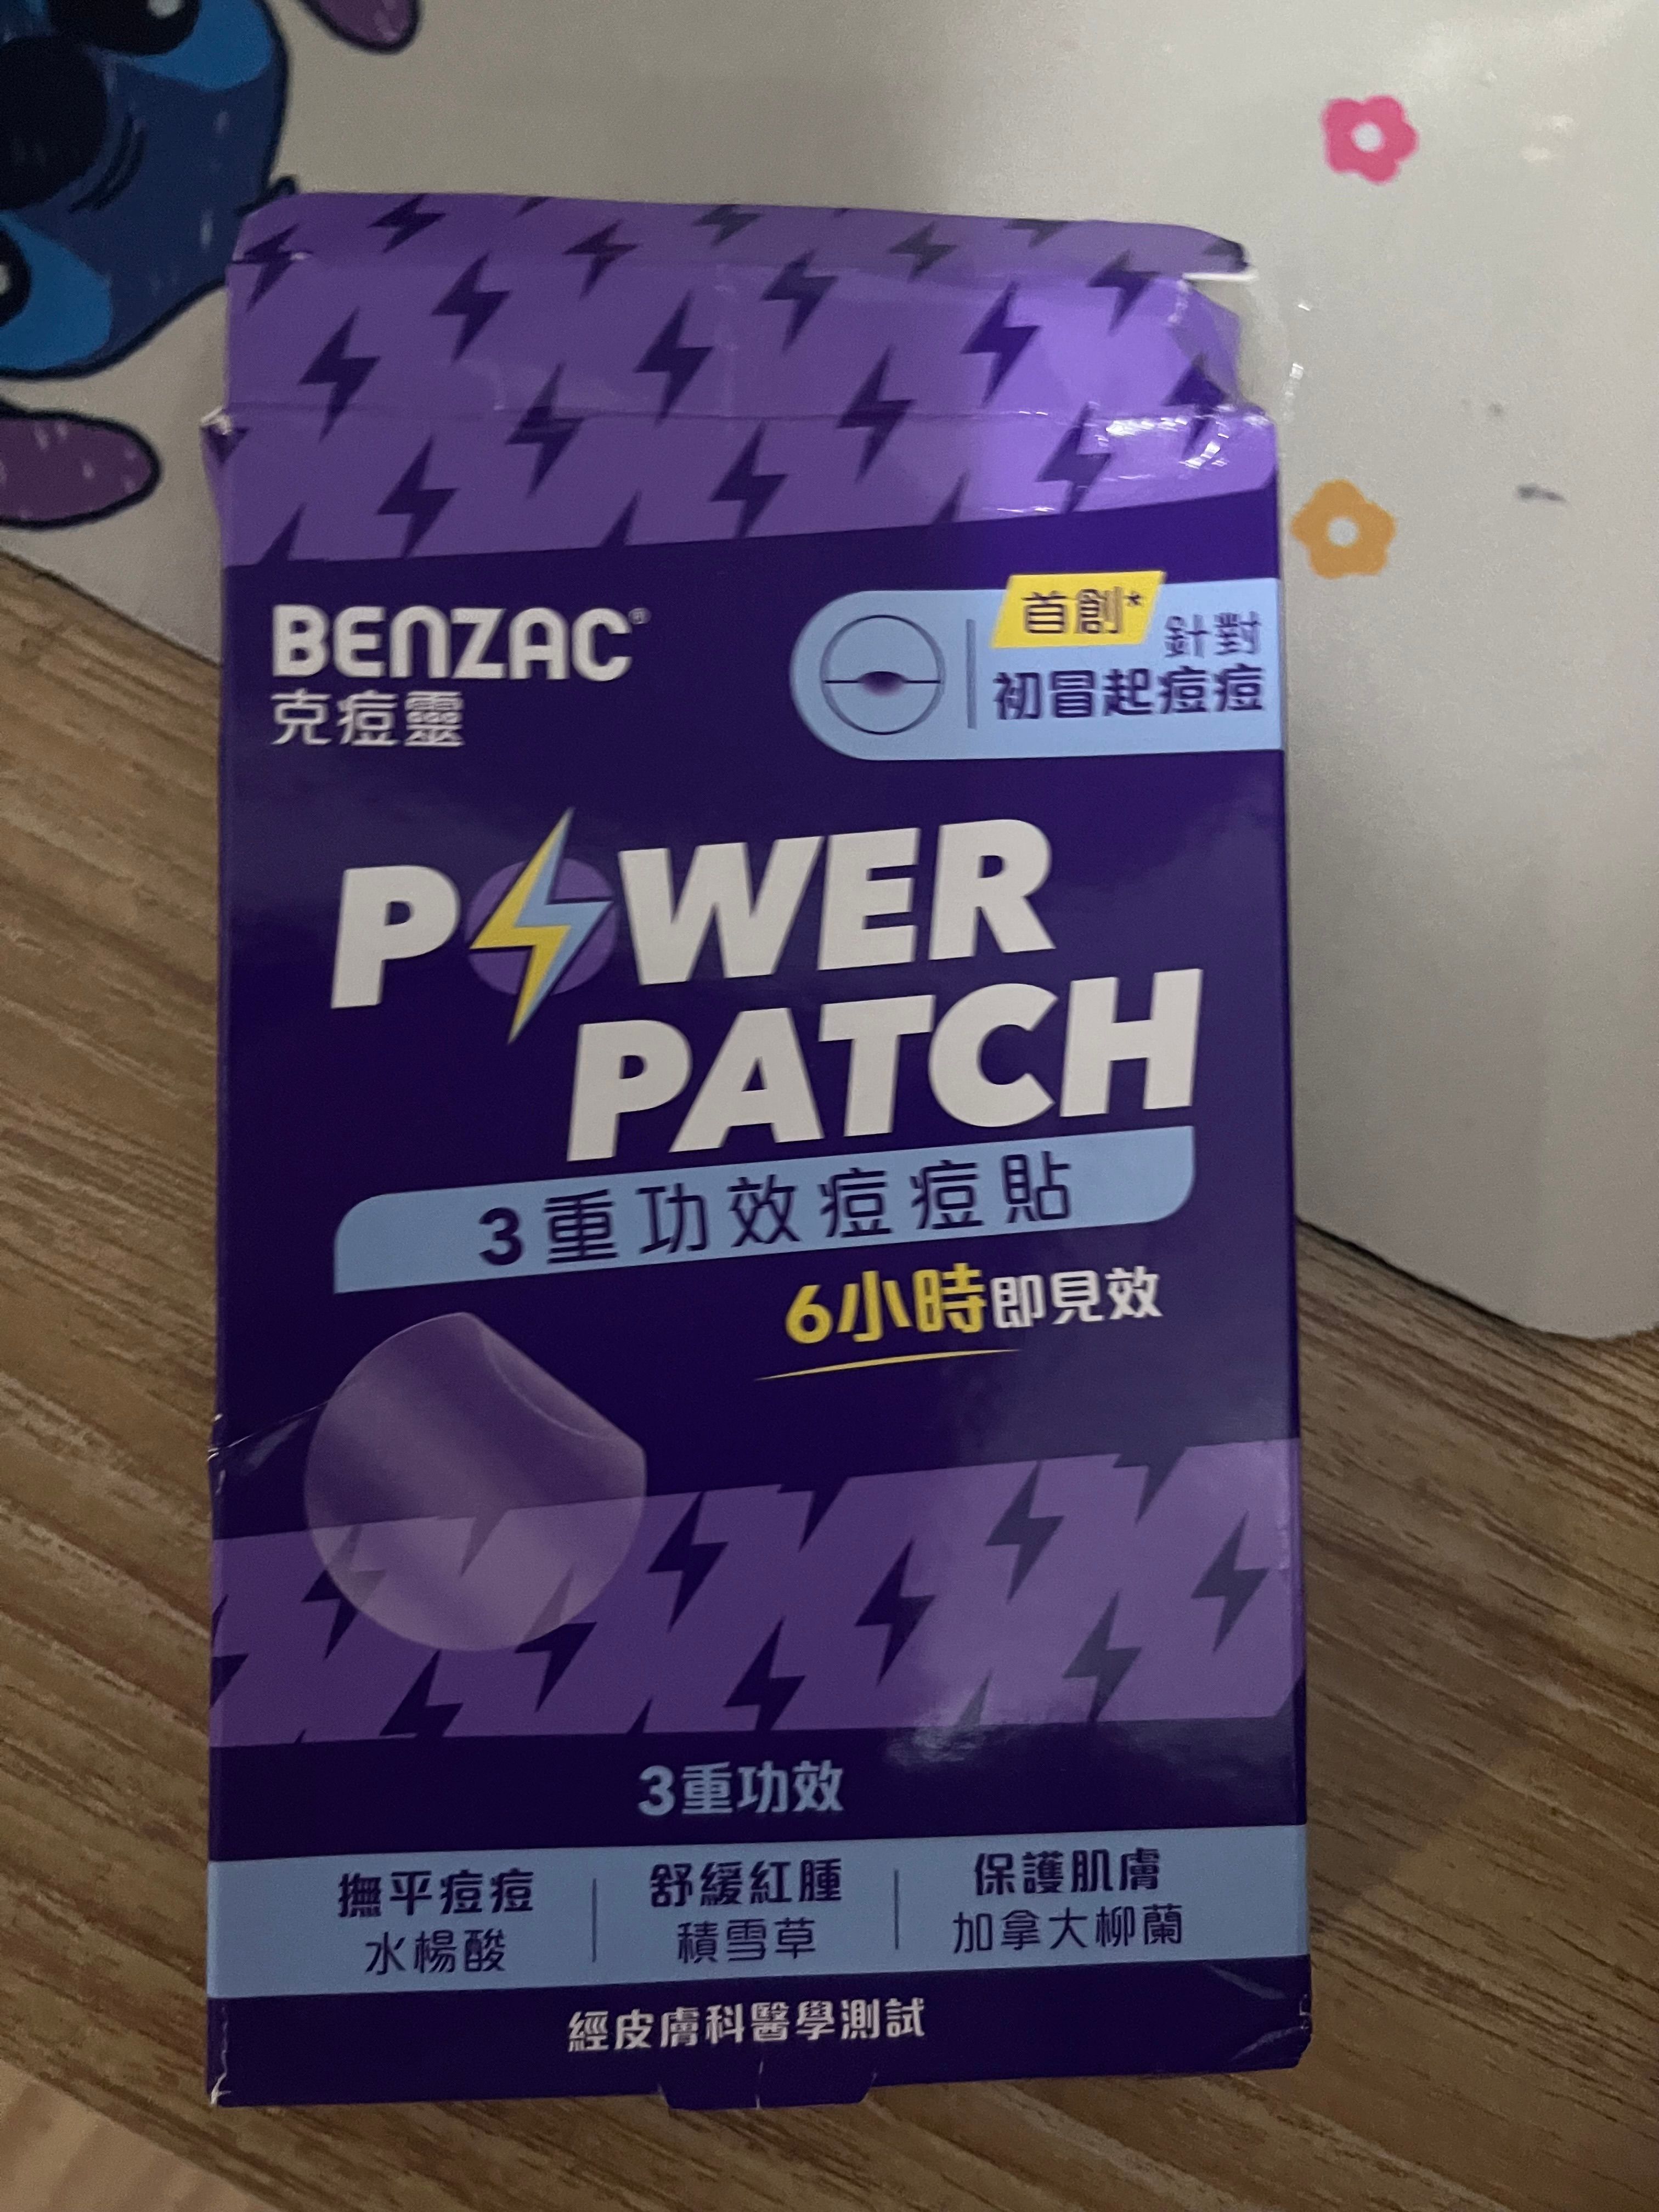 BENZAC®
克痘靈
首創* 針對
初冒起痘痘
POWER
PATCH
3重功效痘痘貼
6小時即見效
3重功效
撫平痘痘 舒緩紅腫 保護肌膚
水楊酸 積雪草 加拿大柳蘭
經皮膚科醫學測試